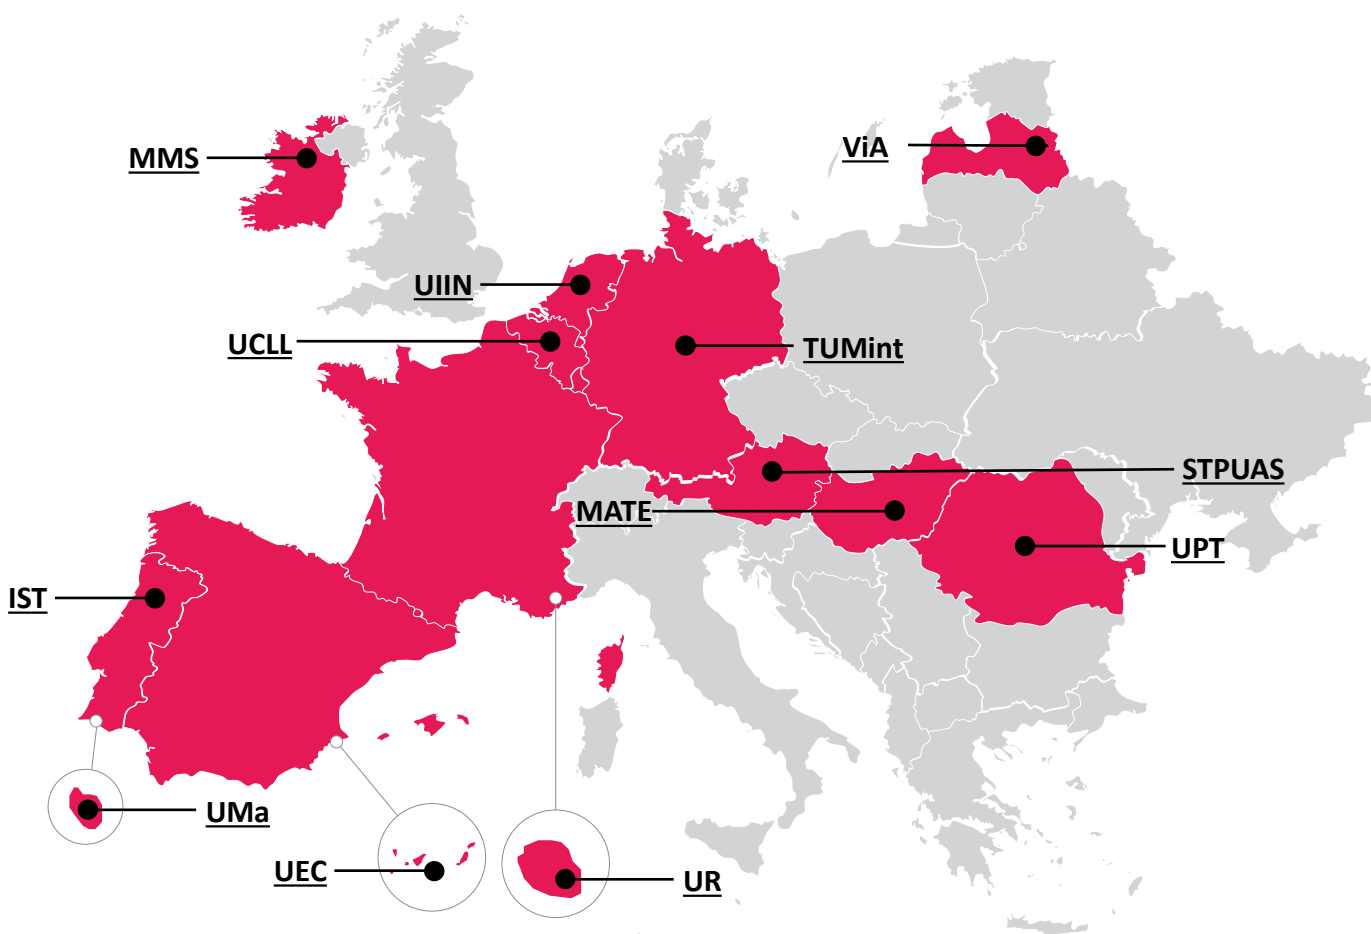 MMS
ViA
UIIN
UCLL
TUMint
STPUAS
MATE
UPT
IST
UMa
UEC
UR